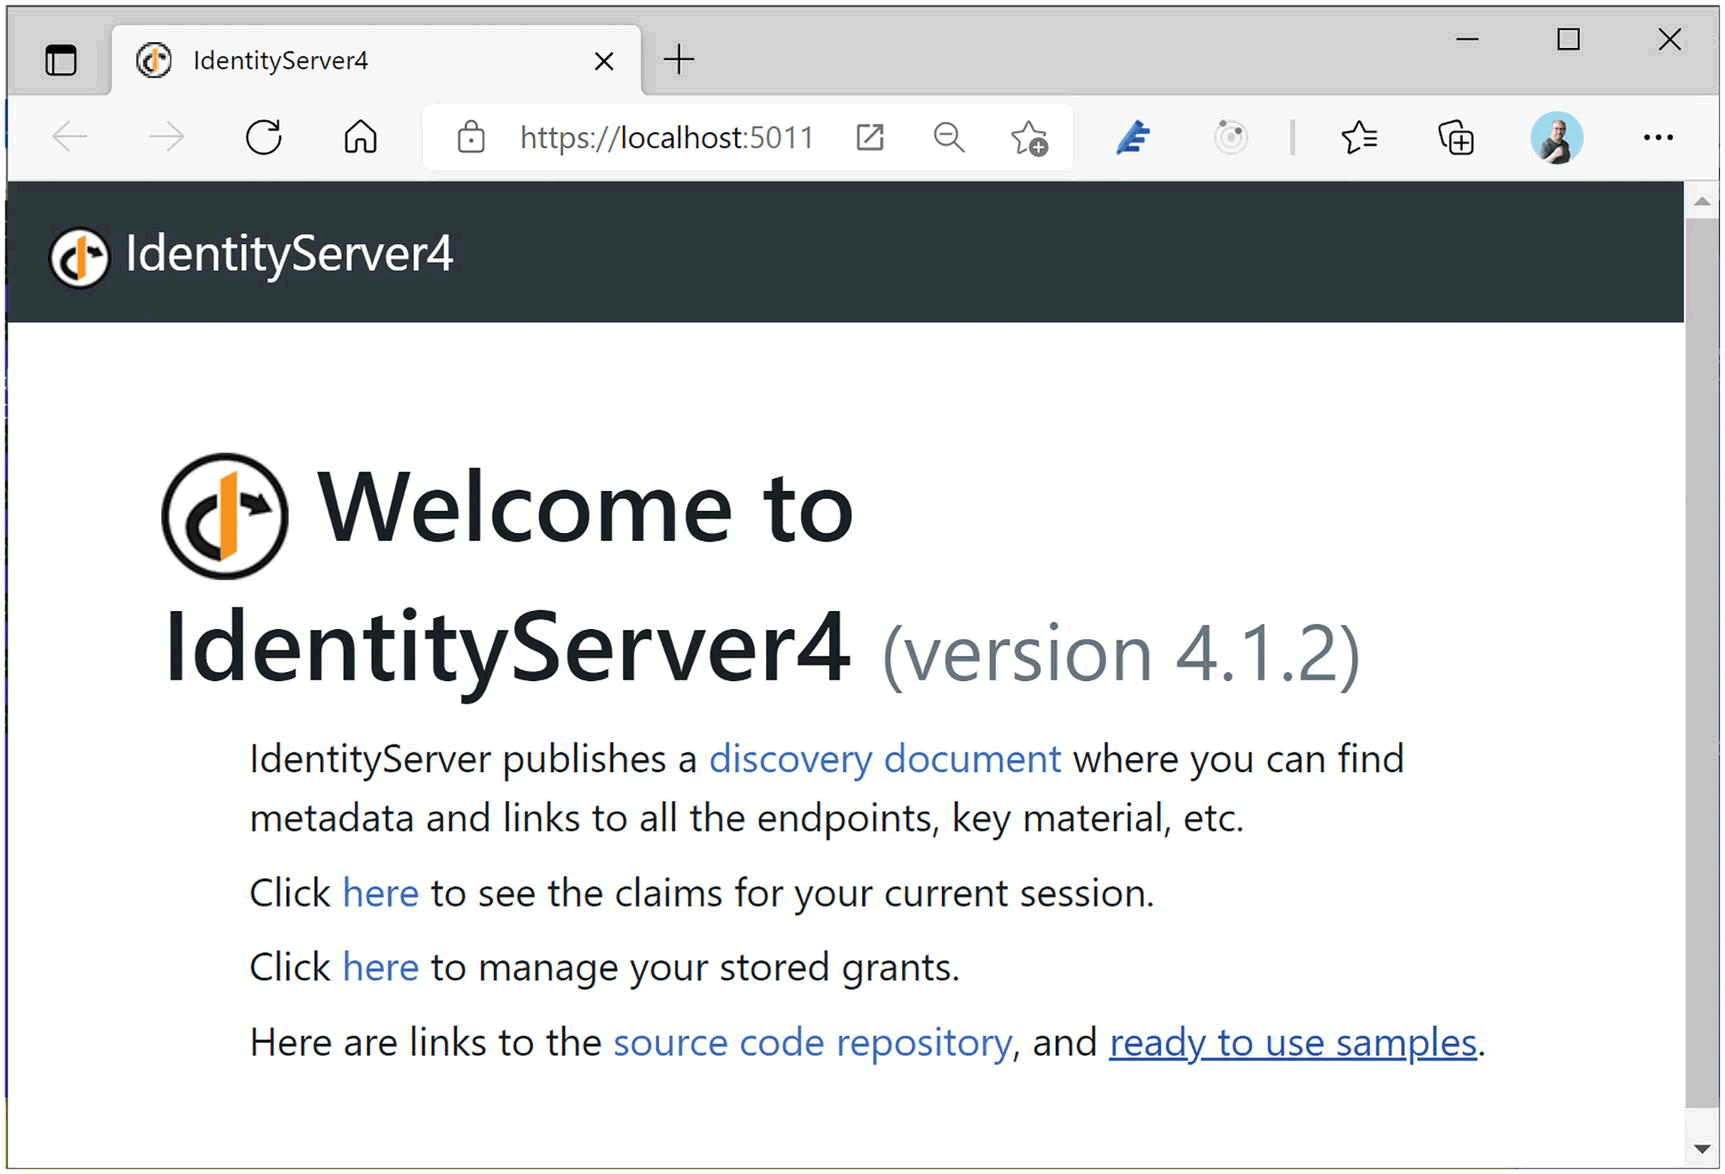 IdentityServer4
https://localhost:5011
IdentityServer4
Welcome to
IdentityServer4 (version 4.1.2)
IdentityServer publishes a discovery document where you can find
metadata and links to all the endpoints, key material, etc.
Click here to see the claims for your current session.
Click here to manage your stored grants.
Here are links to the source code repository, and ready to use samples.